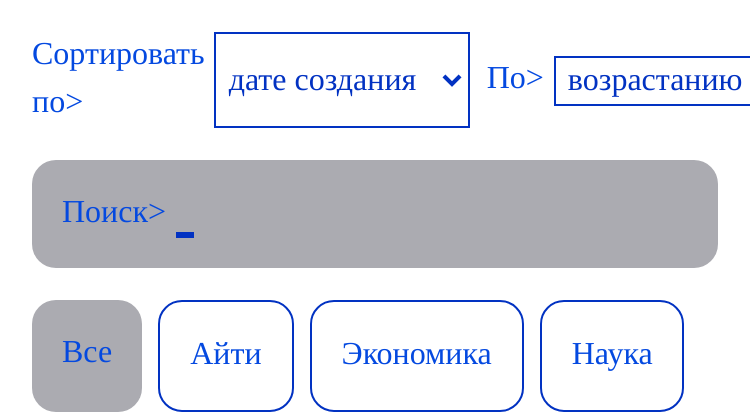 Сортировать
по>
дате создания
По>
возрастанию
Поиск>
Все
Айти
Экономика
Наука